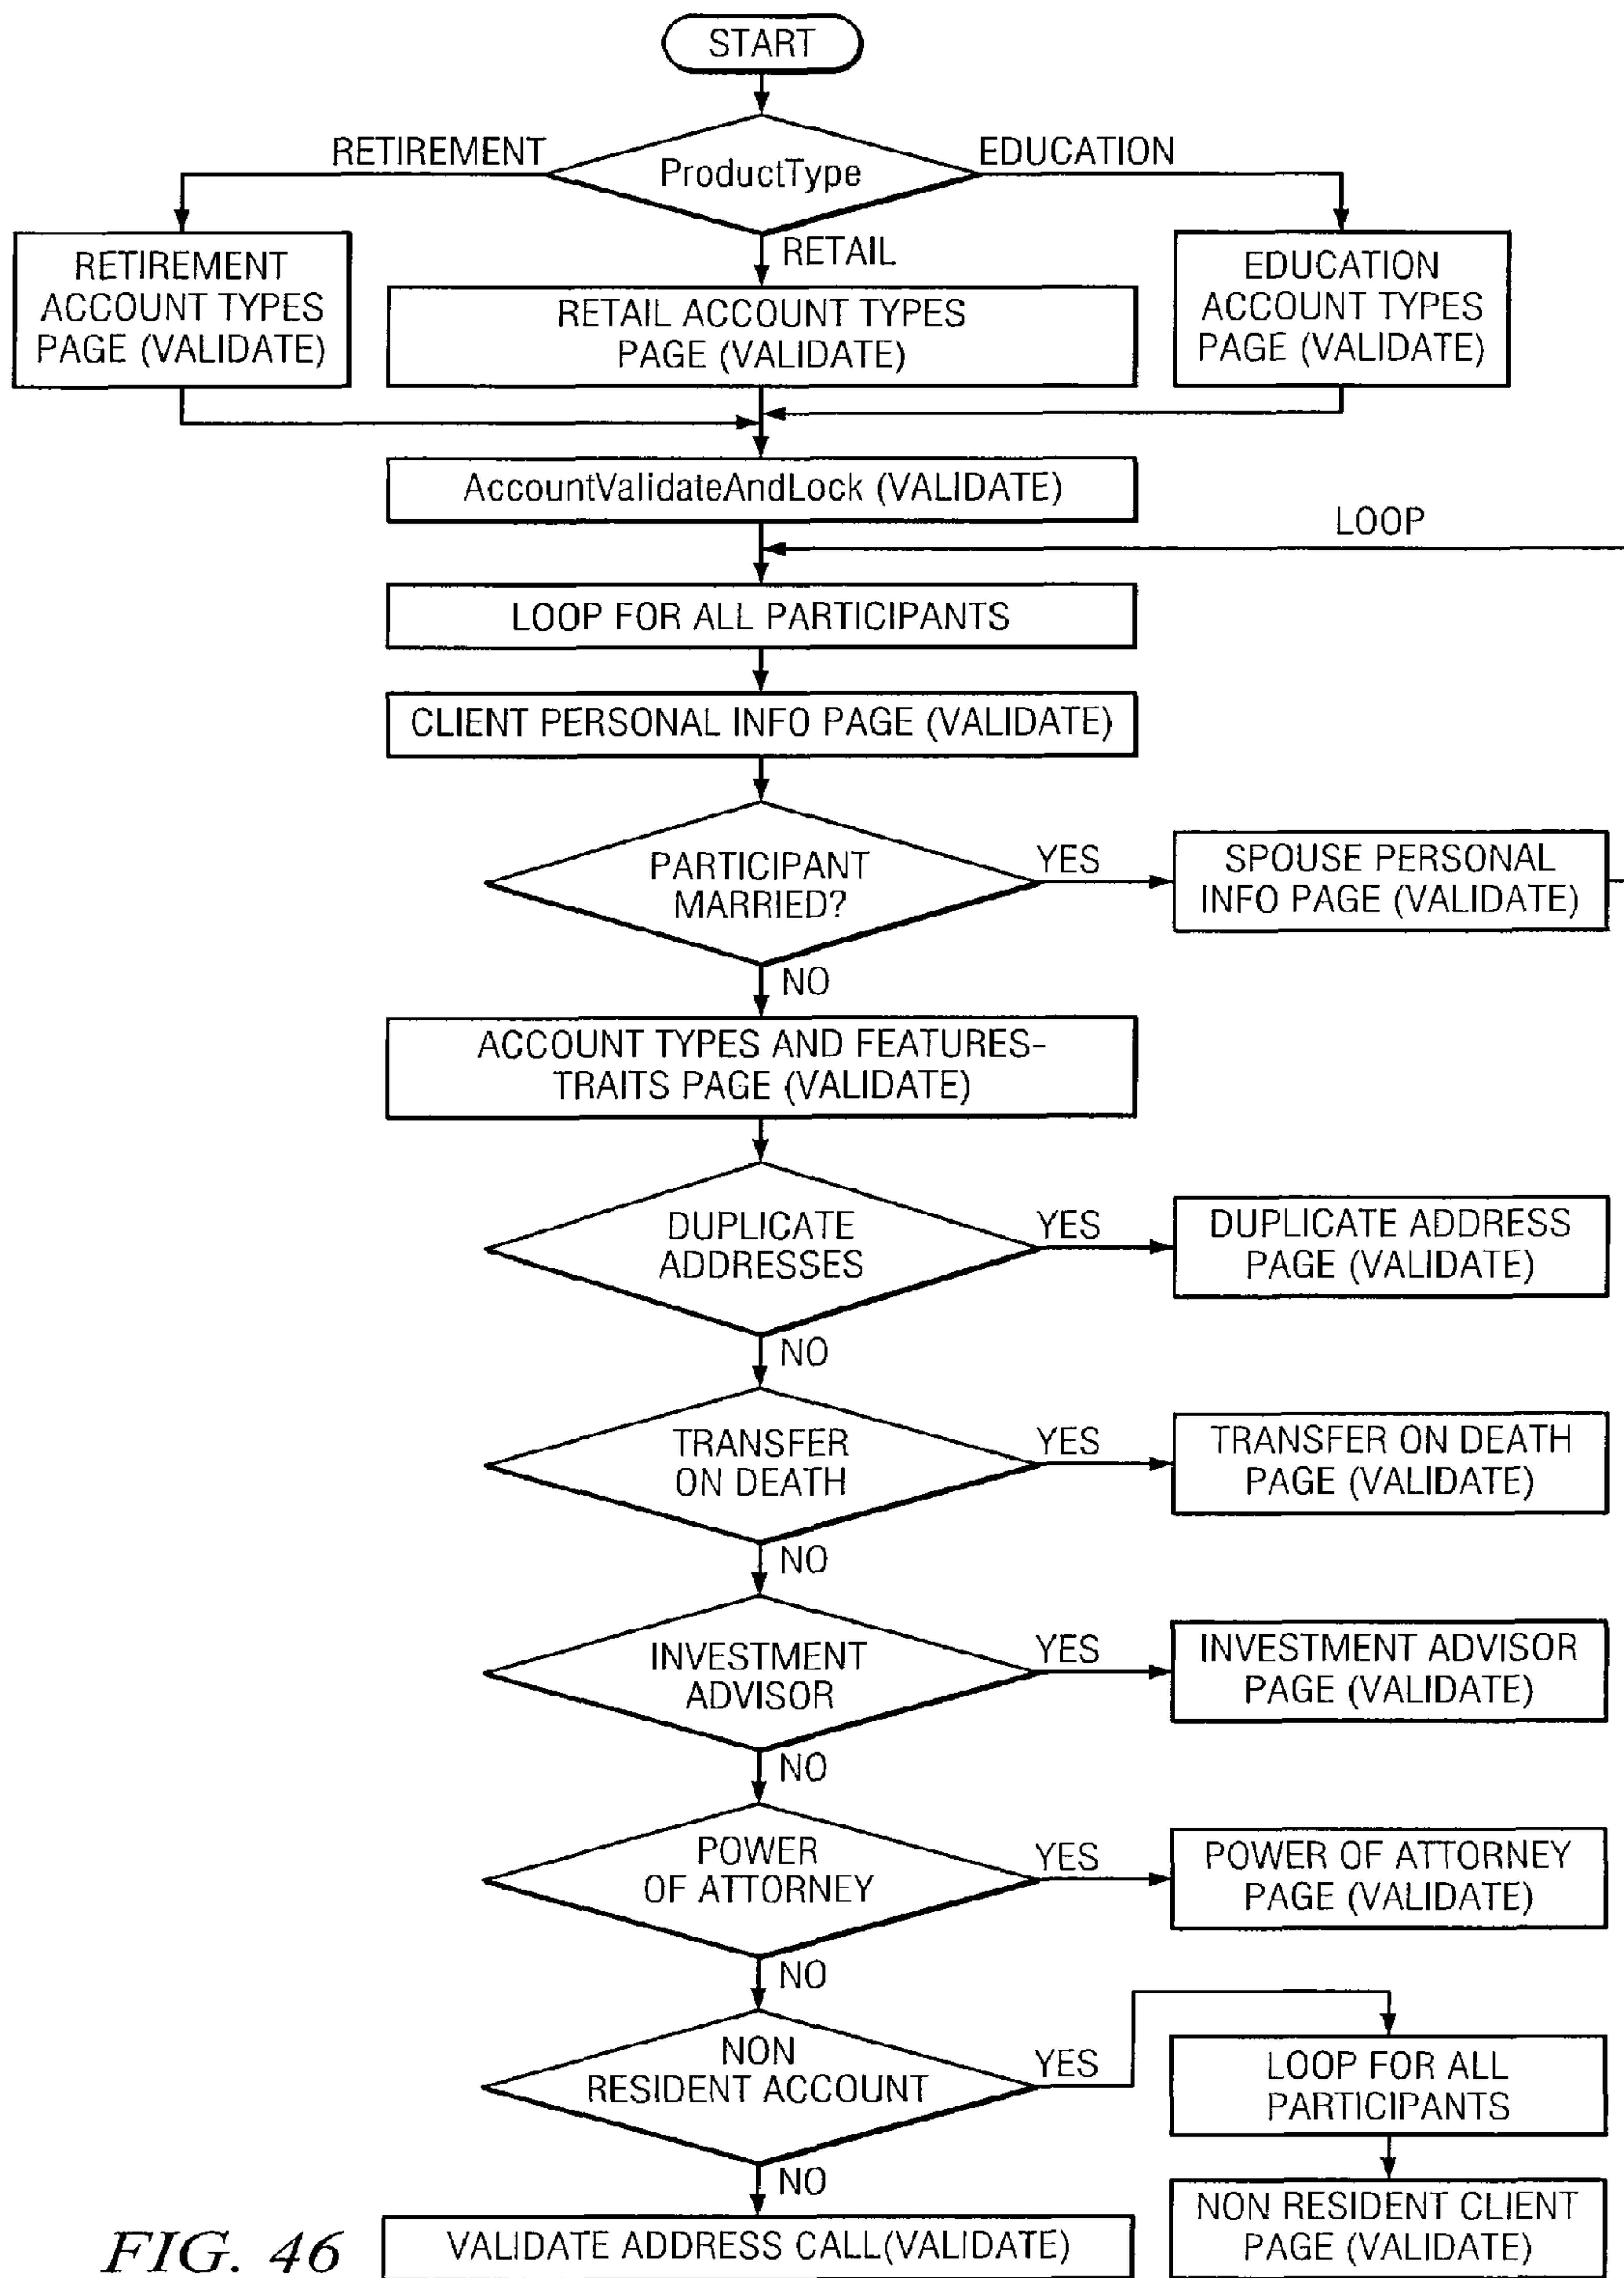 START
ProductType
RETIREMENT
EDUCATION
RETAIL
RETIREMENT
ACCOUNT TYPES
PAGE (VALIDATE)
RETAIL ACCOUNT TYPES
PAGE (VALIDATE)
EDUCATION
ACCOUNT TYPES
PAGE (VALIDATE)
AccountValidateAndLock (VALIDATE)
LOOP
LOOP FOR ALL PARTICIPANTS
CLIENT PERSONAL INFO PAGE (VALIDATE)
PARTICIPANT
MARRIED?
YES
SPOUSE PERSONAL
INFO PAGE (VALIDATE)
NO
ACCOUNT TYPES AND FEATURES-
TRAITS PAGE (VALIDATE)
DUPLICATE
ADDRESSES
YES
DUPLICATE ADDRESS
PAGE (VALIDATE)
NO
TRANSFER
ON DEATH
YES
TRANSFER ON DEATH
PAGE (VALIDATE)
NO
INVESTMENT
ADVISOR
YES
INVESTMENT ADVISOR
PAGE (VALIDATE)
NO
POWER
OF ATTORNEY
YES
POWER OF ATTORNEY
PAGE (VALIDATE)
NO
NON
RESIDENT ACCOUNT
YES
LOOP FOR ALL
PARTICIPANTS
NO
NON RESIDENT CLIENT
PAGE (VALIDATE)
VALIDATE ADDRESS CALL(VALIDATE)
FIG. 46